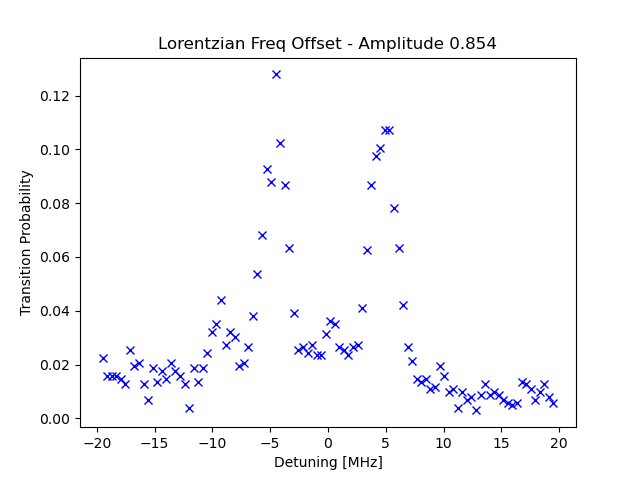 Lorentzian Freq Offset - Amplitude 0.854
0.12
0.10
0.08
0.06
0.04
0.02
0.00
Transition Probability
−20 −15 −10 −5 0 5 10 15 20
Detuning [MHz]